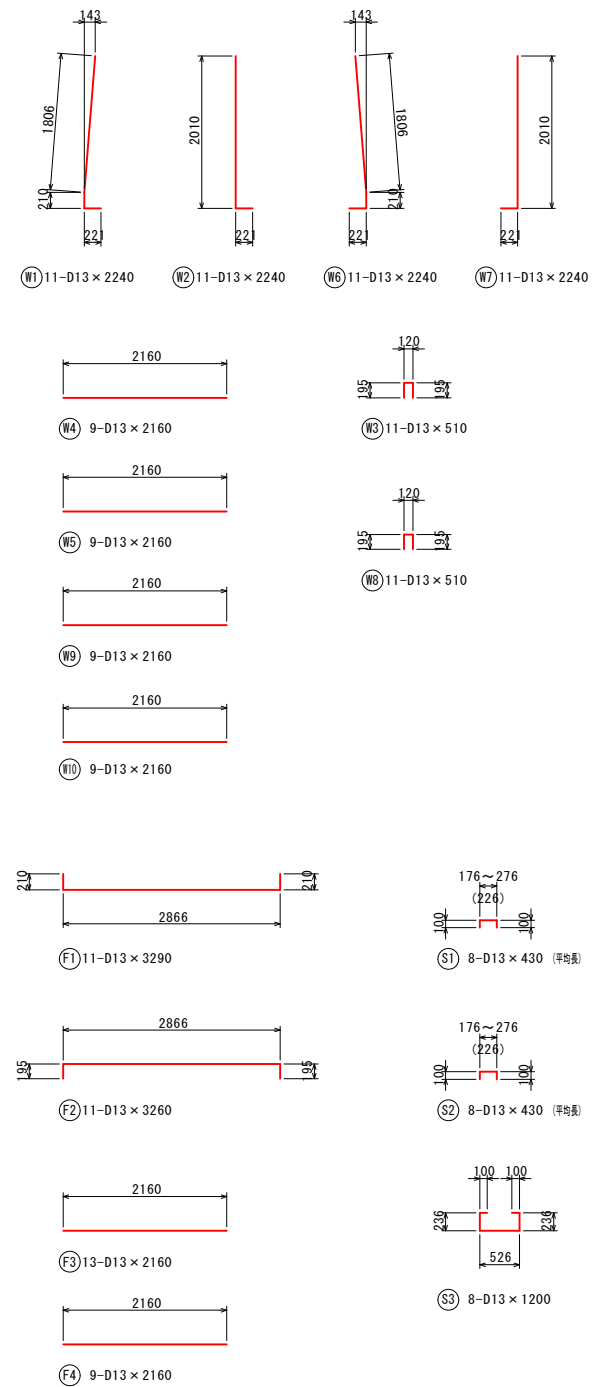 143
1806
210
221
W1 11-D13×2240
2010
221
W2 11-D13×2240
143
1806
210
221
W6 11-D13×2240
2010
221
W7 11-D13×2240
2160
W4 9-D13×2160
120
195
195
W3 11-D13×510
2160
W5 9-D13×2160
120
195
195
W8 11-D13×510
2160
W9 9-D13×2160
2160
W10 9-D13×2160
210
210
2866
F1 11-D13×3290
176～276
(226)
100
100
S1 8-D13×430 (平均長)
2866
195
195
F2 11-D13×3260
176～276
(226)
100
100
S2 8-D13×430 (平均長)
2160
F3 13-D13×2160
100
100
236
236
526
S3 8-D13×1200
2160
F4 9-D13×2160